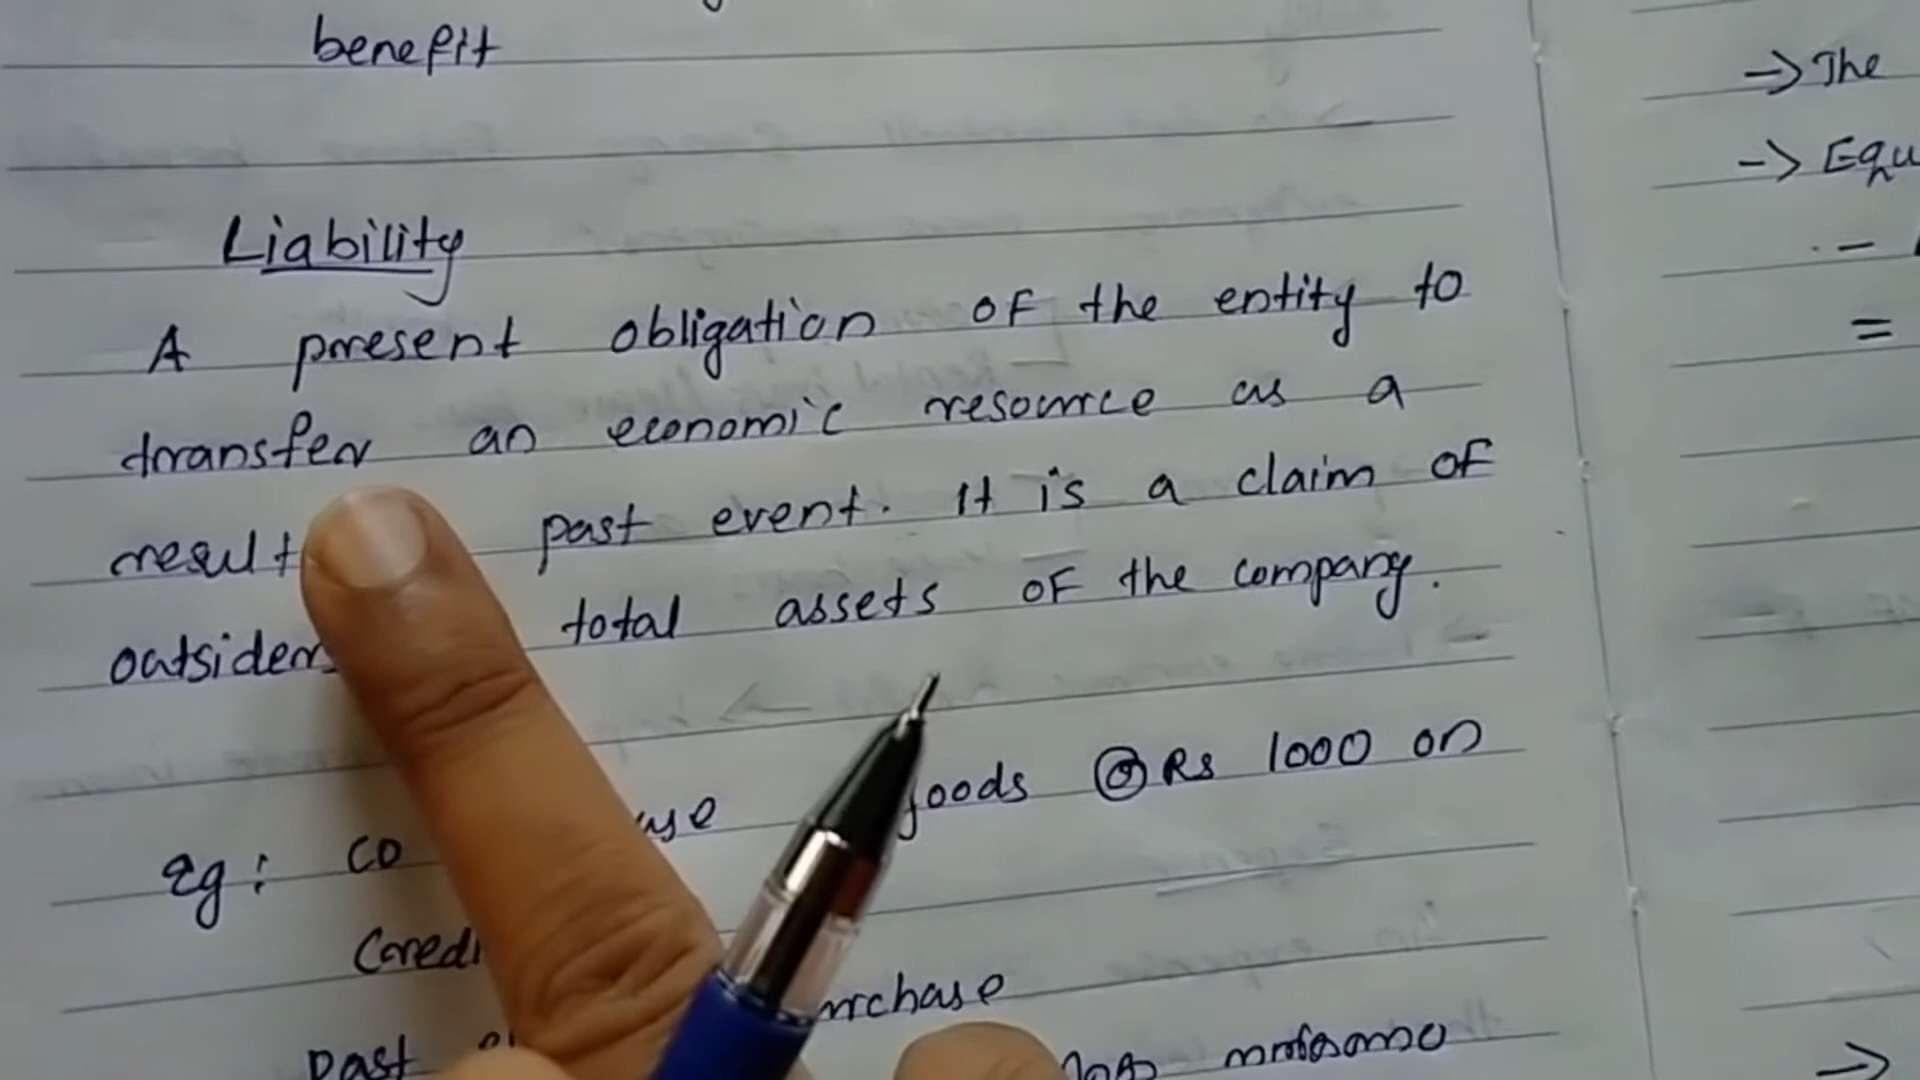 benefit
Liability
A present obligation of the entity to
transfer an economic resource as a
result past event. It is a claim of
outsiders total assets of the company.
eg: co goods @ Rs 1000 on
Credi
Past
→ The
→ Equ
-
=
→